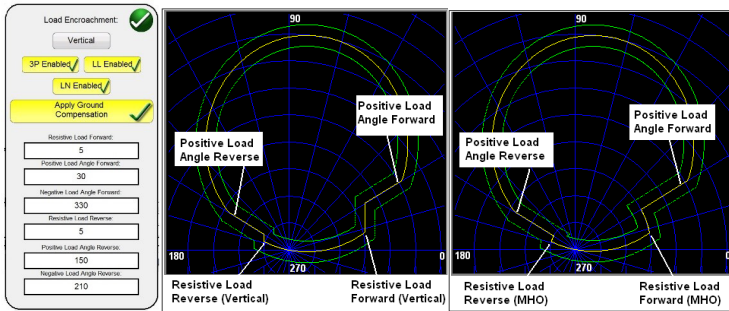 Load Encroachment:
Vertical
3P Enabled
LL Enabled
LN Enabled
Apply Ground
Compensation
Resistive Load Forward:
5
Positive Load Angle Forward:
30
Negative Load Angle Forward:
330
Resistive Load Reverse:
5
Positive Load Angle Reverse:
150
Negative Load Angle Reverse:
210
90
Positive Load
Angle Forward
Positive Load
Angle Reverse
180
270
0
Resistive Load
Reverse (Vertical)
Resistive Load
Forward (Vertical)
90
Positive Load
Angle Forward
Positive Load
Angle Reverse
180
270
0
Resistive Load
Reverse (MHO)
Resistive Load
Forward (MHO)